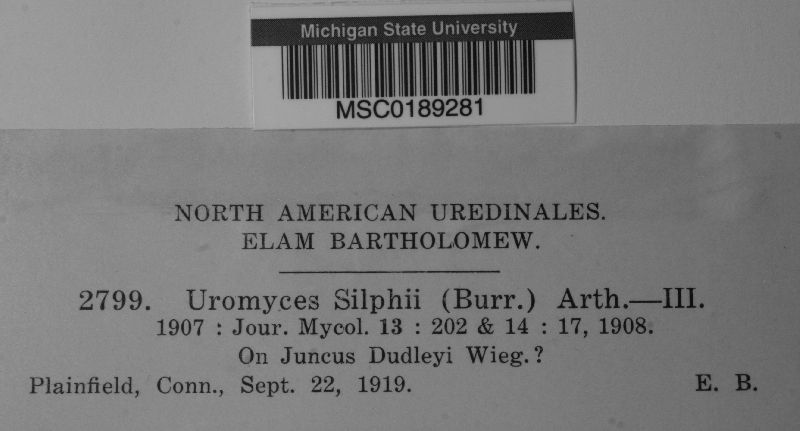 Michigan State University
MSC0189281
NORTH AMERICAN UREDINALES.
ELAM BARTHOLOMEW.
2799. Uromyces Silphii (Burr.) Arth.—III.
1907 : Jour. Mycol. 13 : 202 & 14 : 17, 1908.
On Juncus Dudleyi Wieg.?
Plainfield, Conn., Sept. 22, 1919. E. B.